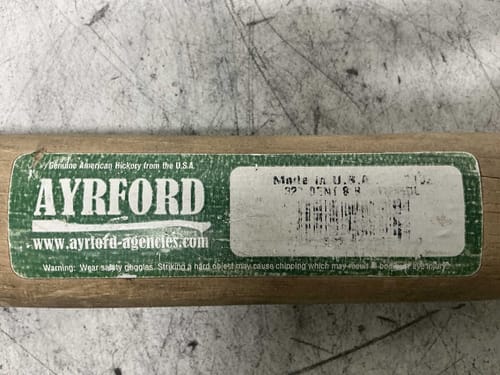 Genuine American Hickory from the U.S.A.
AYRFORD
www.ayrford-agencies.com
Made in U.S.A.
Warning: Wear safety goggles. Striking a hard object may cause chipping which may result in bodily or eye injury.